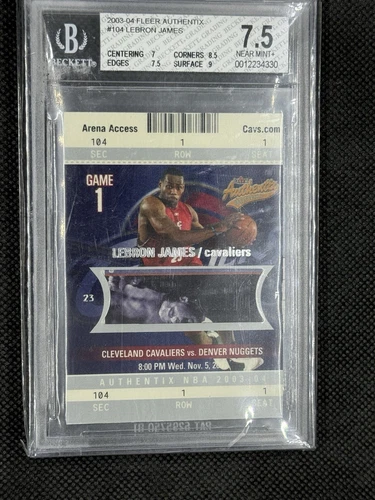 B
BECKETT
2003-04 FLEER AUTHENTIX
#104 LEBRON JAMES
CENTERING 7 CORNERS 8.5
EDGES 7.5 SURFACE 9
7.5
NEAR MINT+
0012234330
Arena Access Cavs.com
104 1 1
SEC ROW SEAT
GAME
1
Authentix
LEBRON JAMES / cavaliers
23
CLEVELAND CAVALIERS vs. DENVER NUGGETS
8:00 PM Wed. Nov. 5, 2
AUTHENTIX NBA 2003-04
104 1 1
SEC ROW SEAT